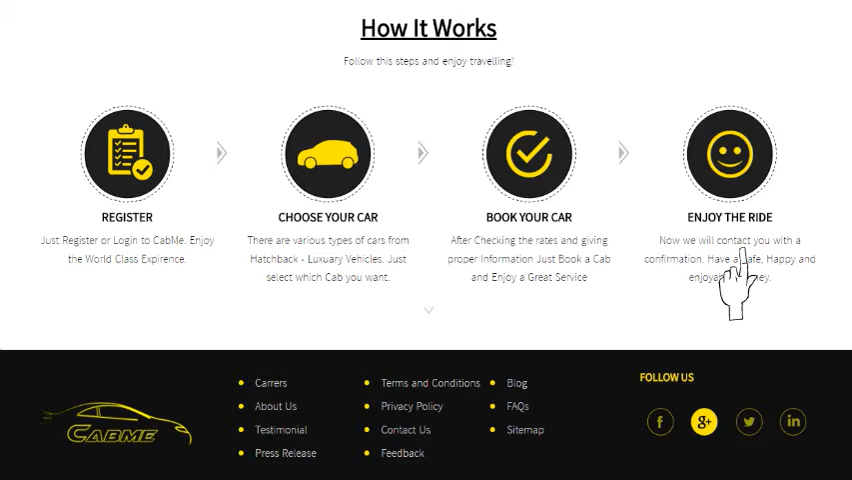 How It Works
Follow this steps and enjoy travelling!
REGISTER
Just Register or Login to CabMe. Enjoy
the World Class Expirence.
CHOOSE YOUR CAR
There are various types of cars from
Hatchback - Luxuary Vehicles. Just
select which Cab you want.
BOOK YOUR CAR
After Checking the rates and giving
proper Information Just Book a Cab
and Enjoy a Great Service
ENJOY THE RIDE
Now we will contact you with a
confirmation. Have a Happy and
CABME
Carrers
About Us
Testimonial
Press Release
Terms and Conditions
Privacy Policy
Contact Us
Feedback
Blog
FAQs
Sitemap
FOLLOW US
f
g+
in